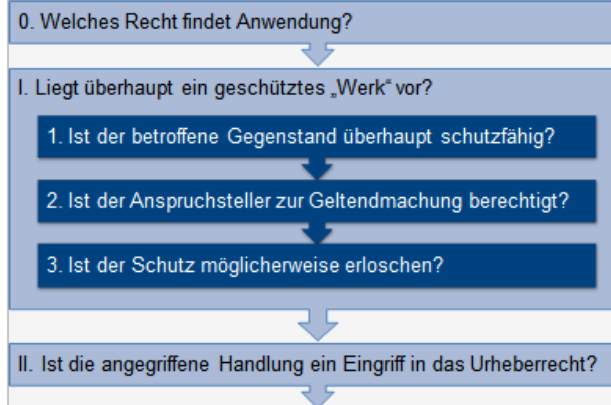 0. Welches Recht findet Anwendung?
I. Liegt überhaupt ein geschütztes „Werk“ vor?
1. Ist der betroffene Gegenstand überhaupt schutzfähig?
2. Ist der Anspruchsteller zur Geltendmachung berechtigt?
3. Ist der Schutz möglicherweise erloschen?
II. Ist die angegriffene Handlung ein Eingriff in das Urheberrecht?